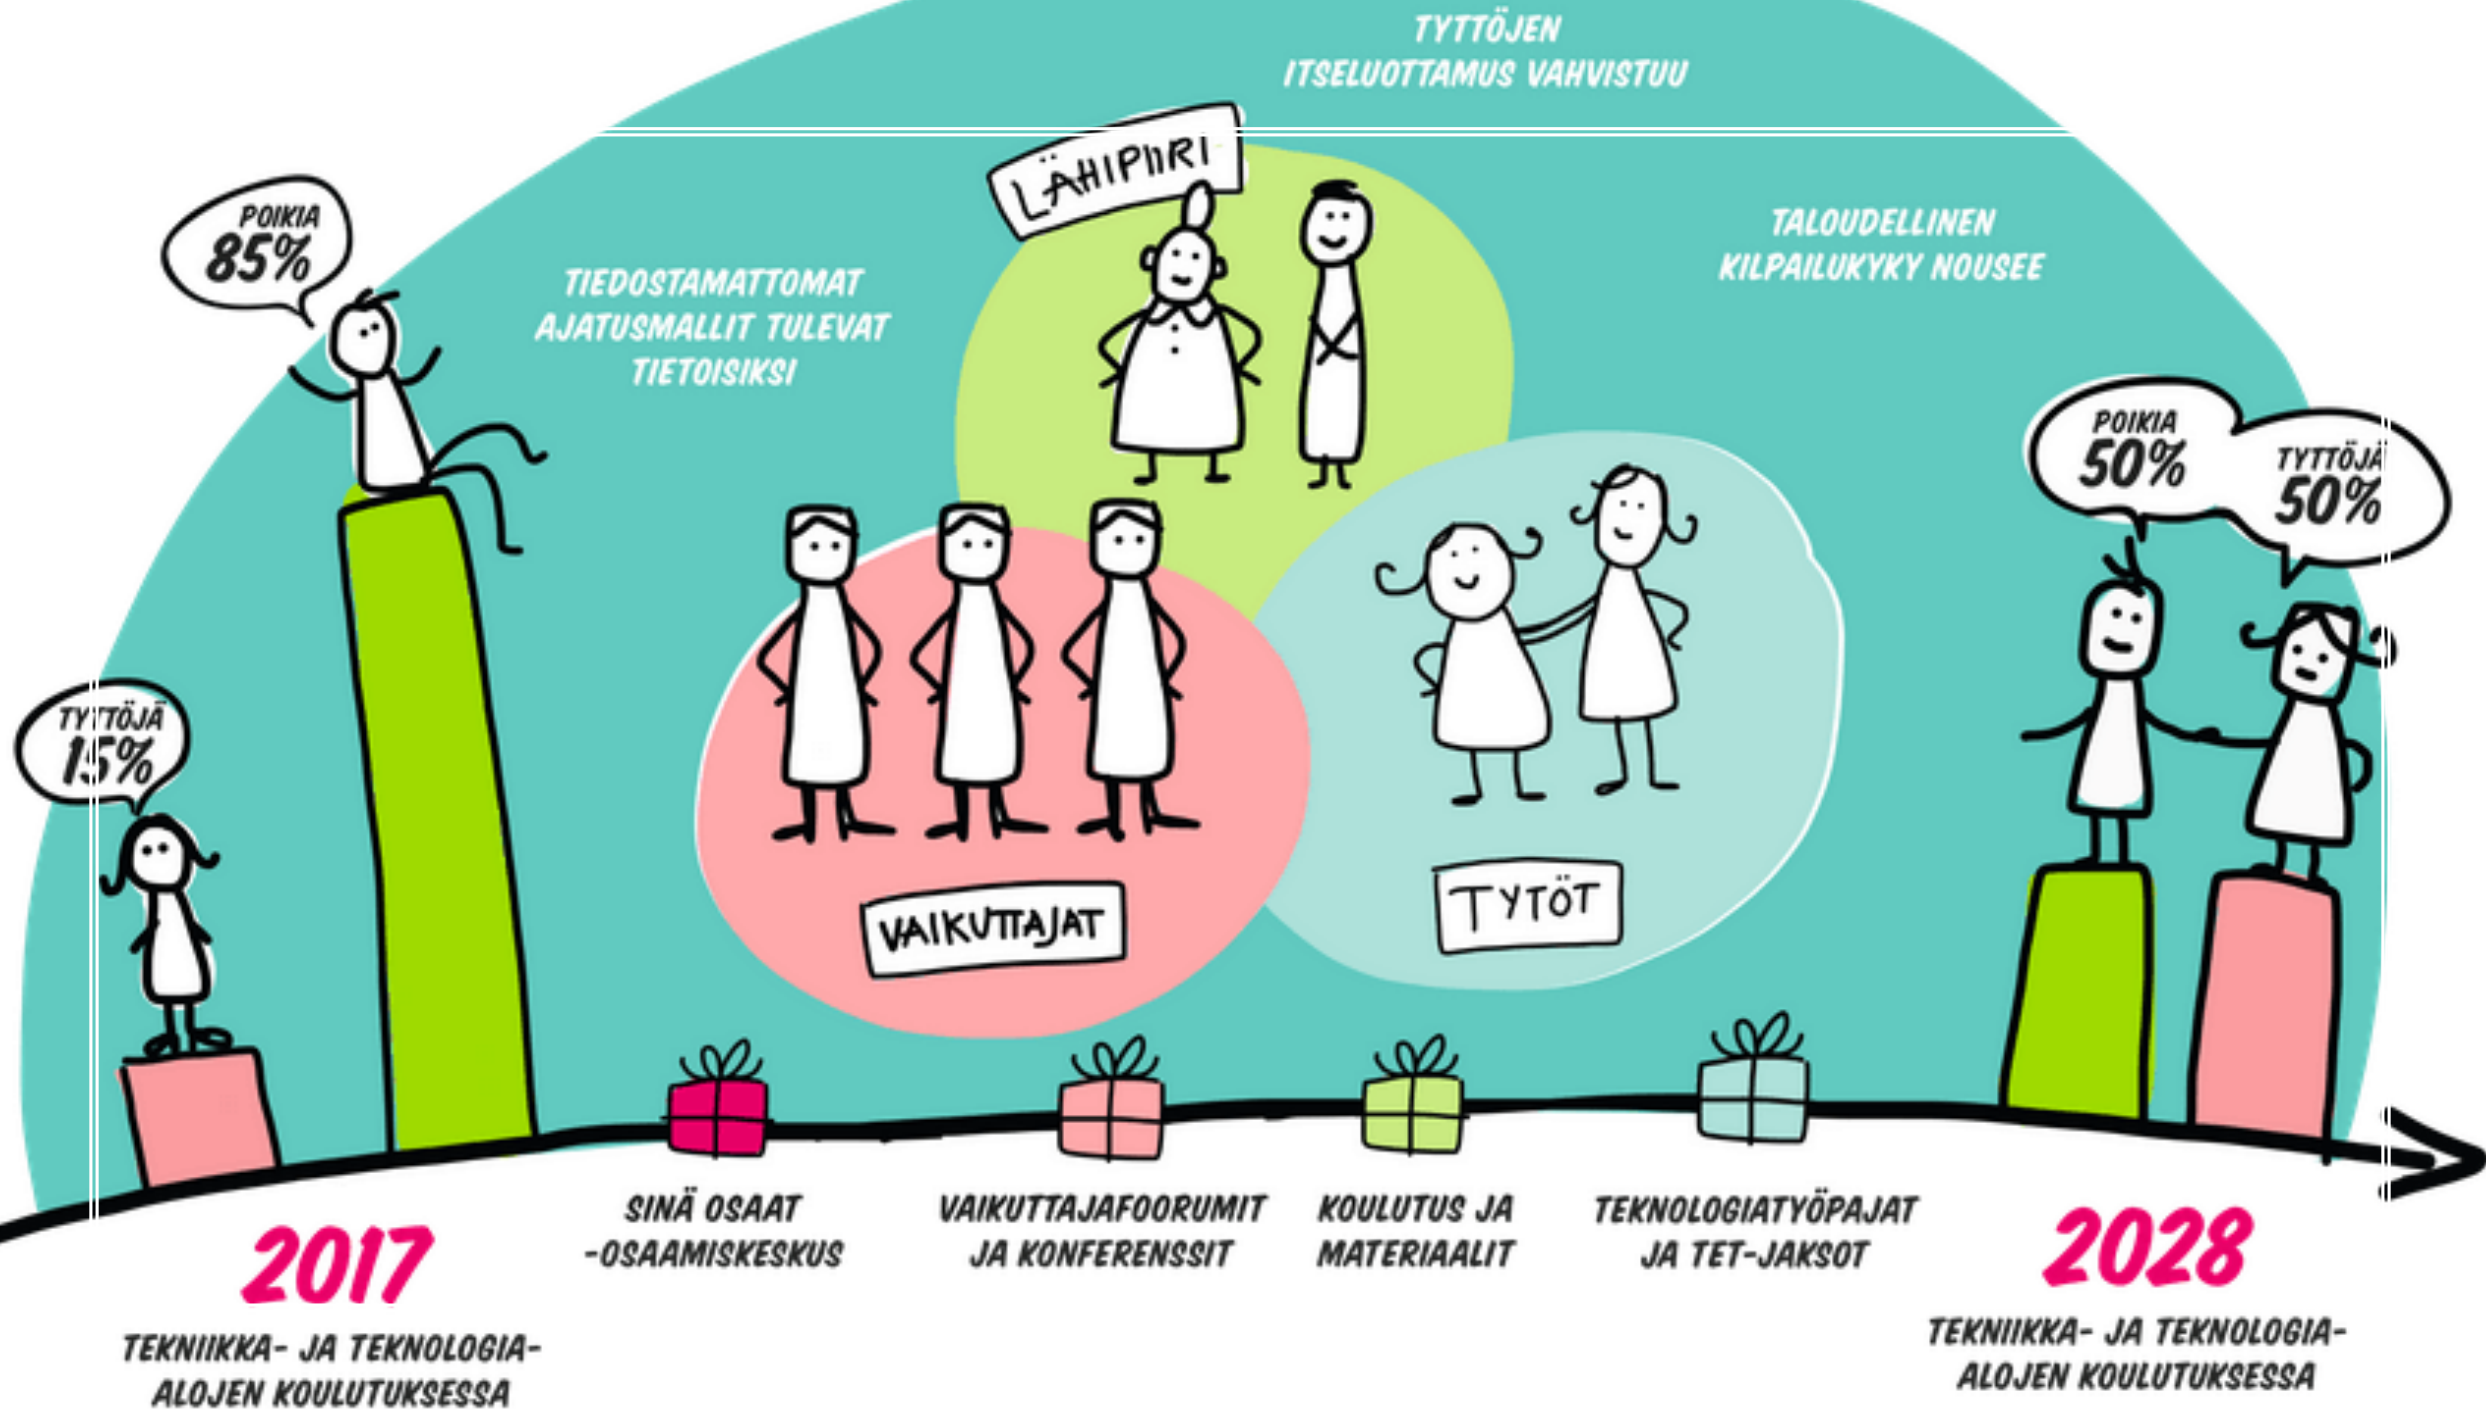 TYTTÖJEN
ITSELUOTTAMUS VAHVISTUU
LÄHIPIIRI
POIKIA
85%
TIEDOSTAMATTOMAT
AJATUSMALLIT TULEVAT
TIETOISIKSI
TALOUDELLINEN
KILPAILUKYKY NOUSEE
POIKIA
50%
TYTTÖJÄ
50%
TYTTÖJÄ
15%
VAIKUTTAJAT
TYTÖT
2017
TEKNIIKKA- JA TEKNOLOGIA-
ALOJEN KOULUTUKSESSA
SINÄ OSAAT
-OSAAMISKESKUS
VAIKUTTAJAFOORUMIT
JA KONFERENSSIT
KOULUTUS JA
MATERIAALIT
TEKNOLOGIATYÖPAJAT
JA TET-JAKSOT
2028
TEKNIIKKA- JA TEKNOLOGIA-
ALOJEN KOULUTUKSESSA